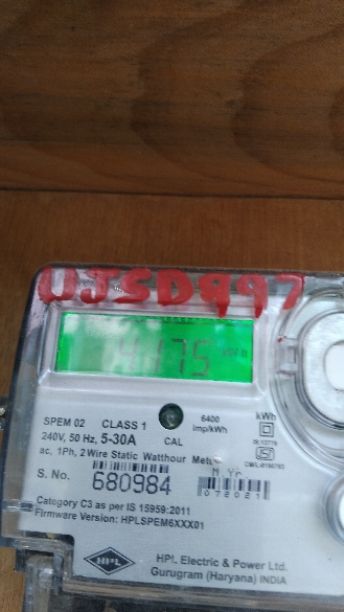 UJSD997
4175
SPEM 02 CLASS 1
6400 imp/kWh
kWh
240V, 50 Hz, 5-30A
CAL
ac, 1Ph, 2 Wire Static Watthour Meter
S. No. 680984
M Yr
072021
Category C3 as per IS 15959:2011
Firmware Version: HPLSPEM6XXX01
HPL
HPL Electric & Power Ltd.
Gurugram (Haryana) INDIA